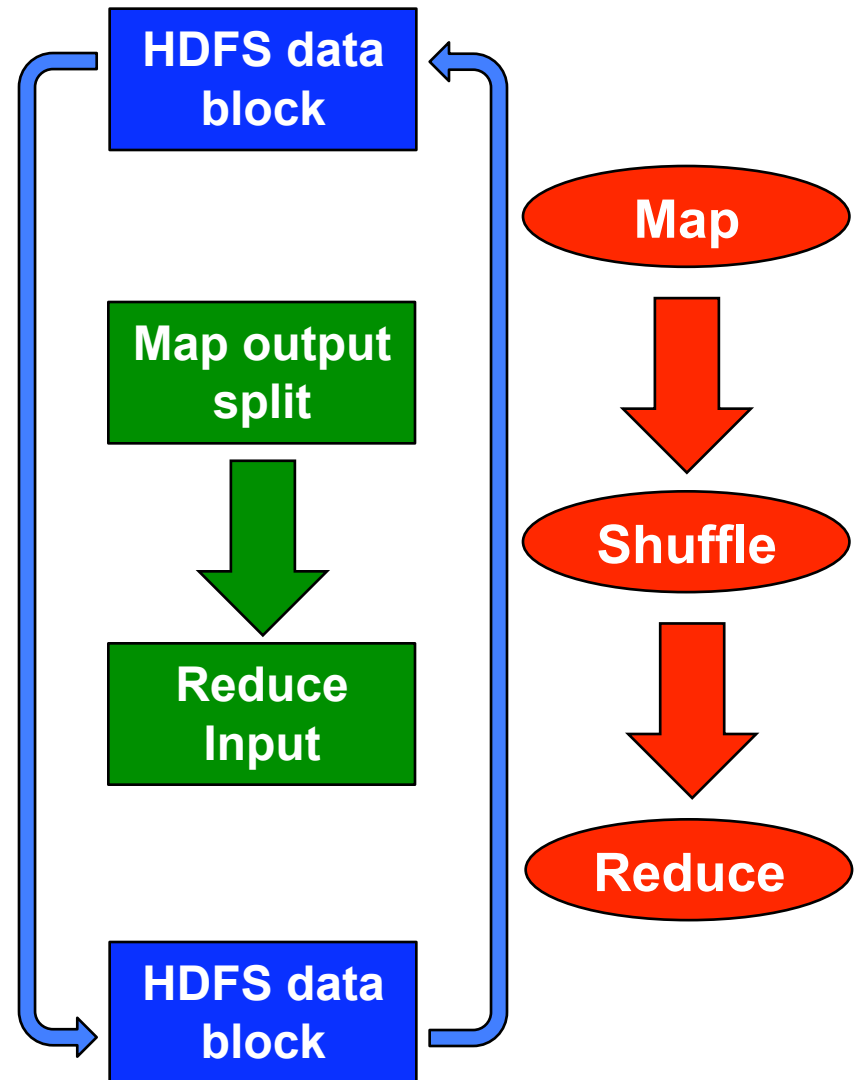 HDFS data
block
Map
Map output
split
Shuffle
Reduce
Input
Reduce
HDFS data
block